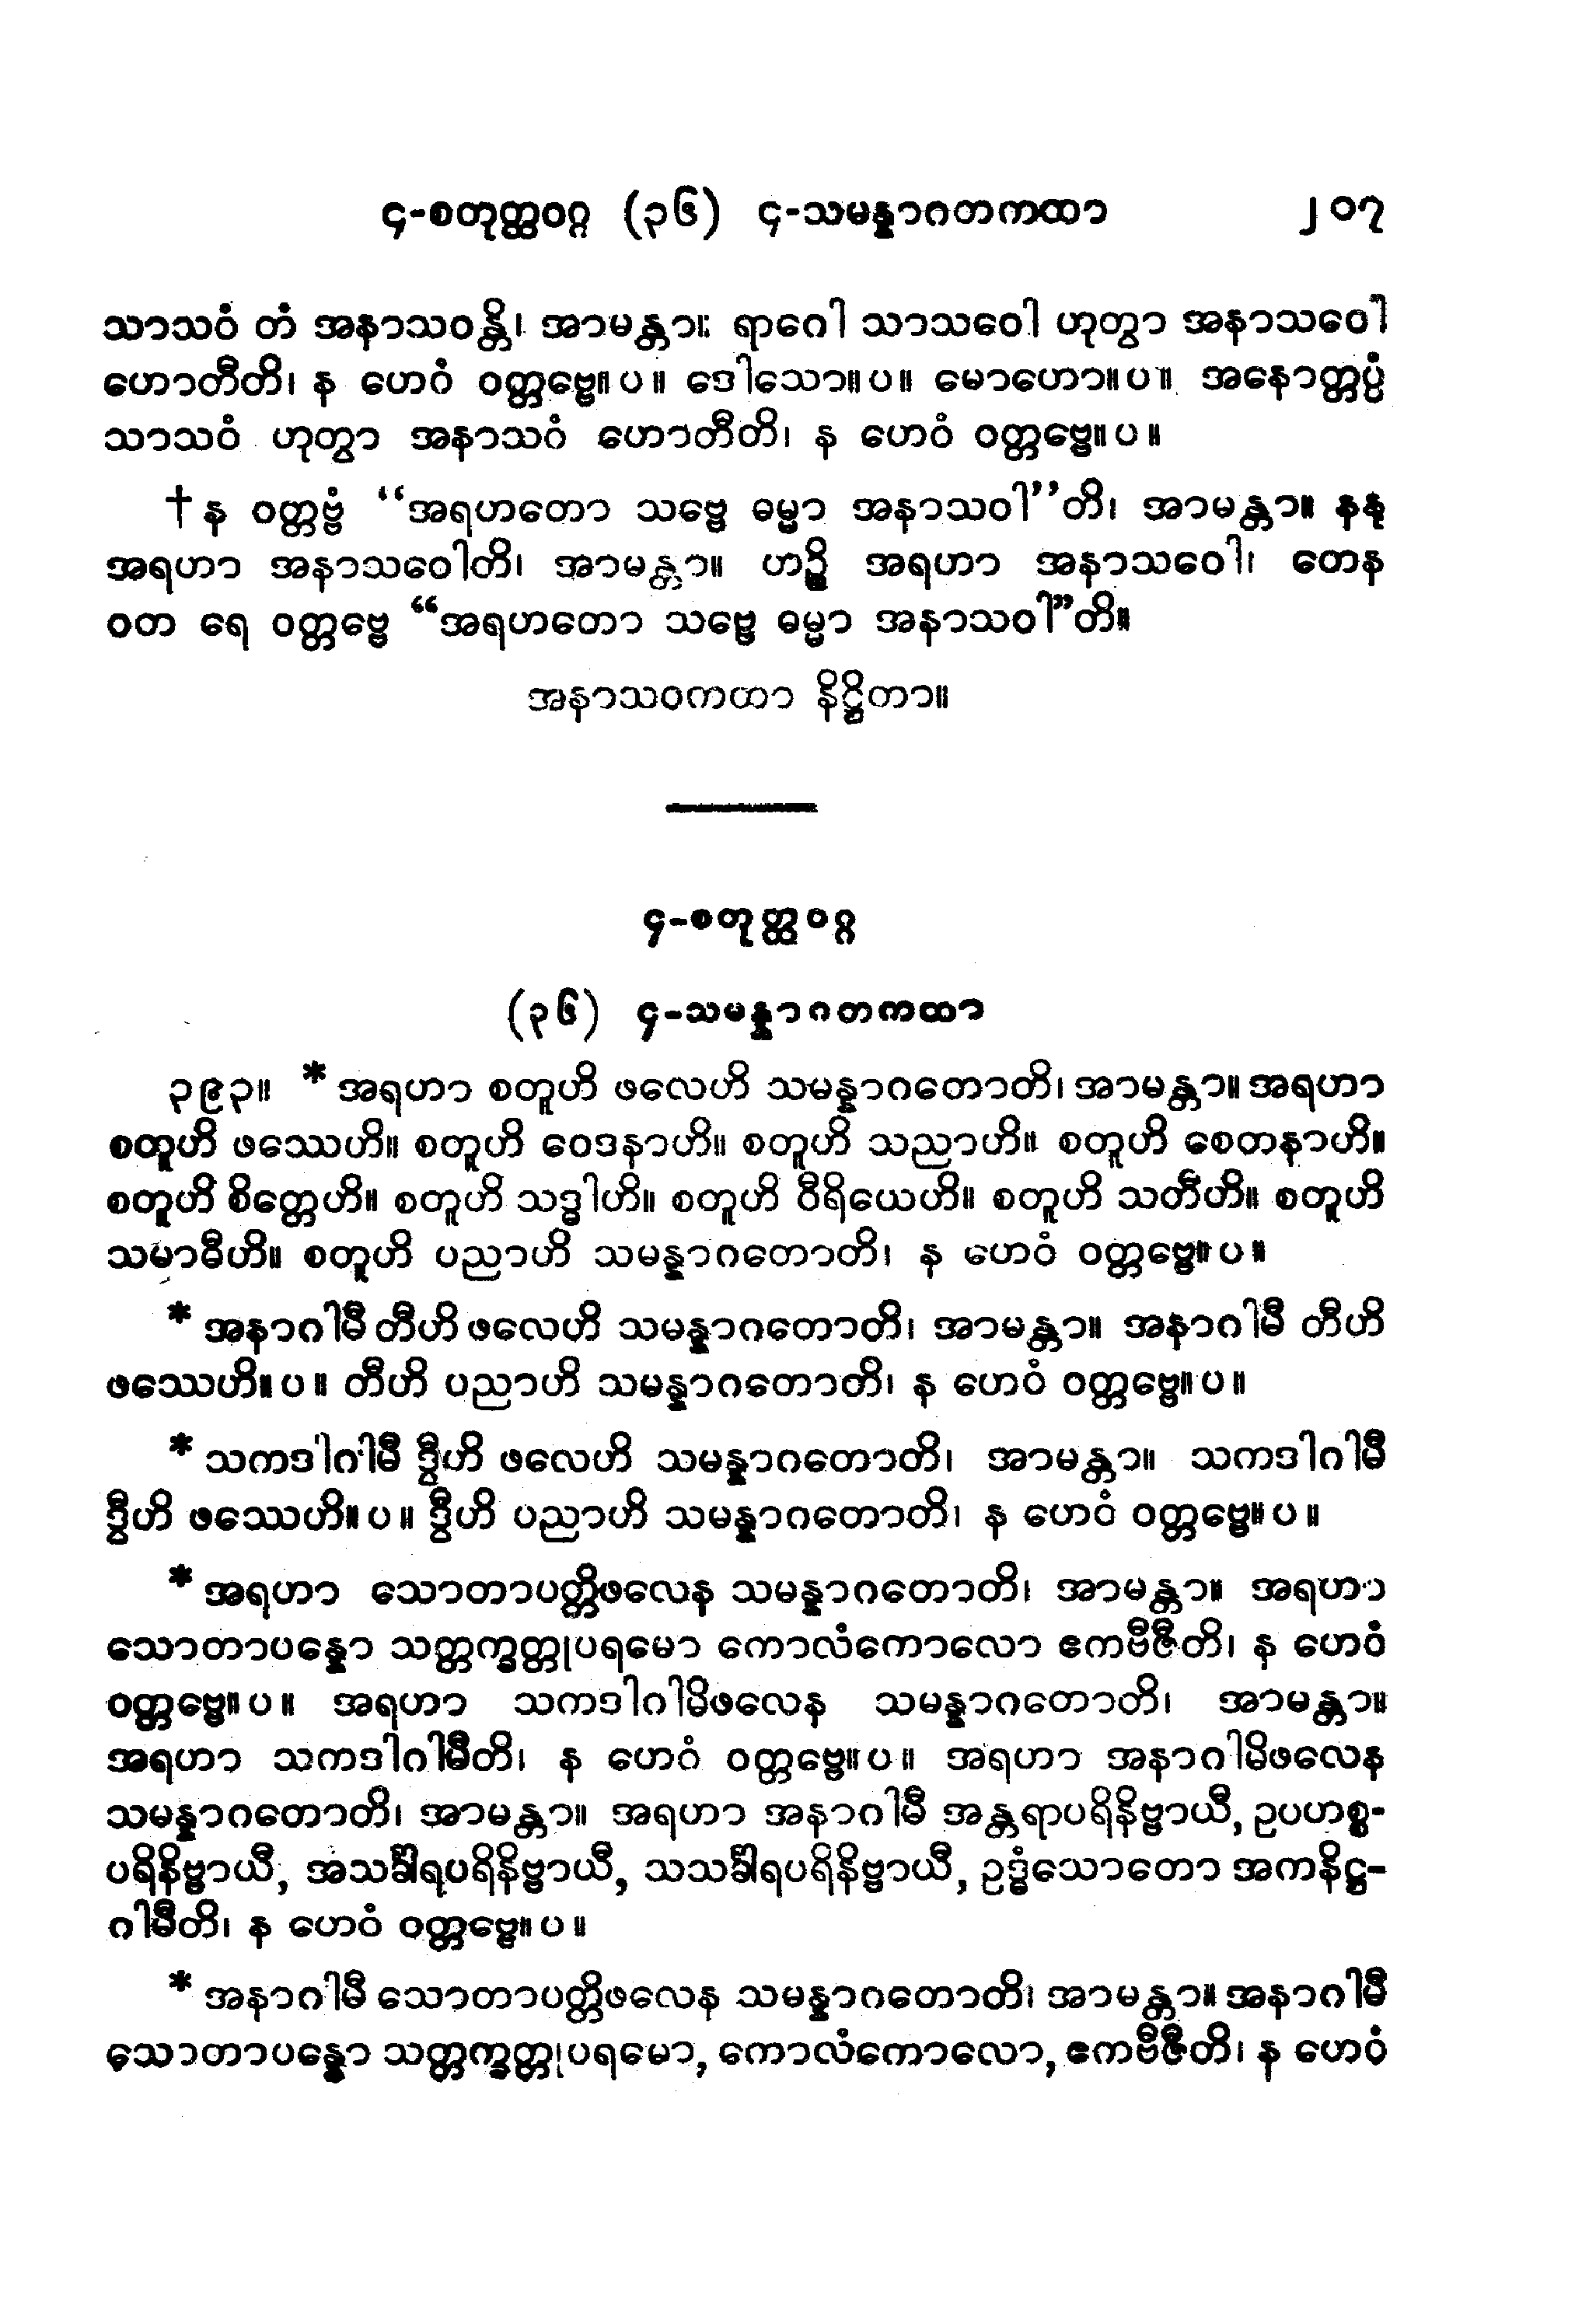 ၄-စတုတ္ထဝဂ္ဂ (၃၆) ၄-သမန္နာဂတကထာ ၂၀၇
သာသဝံ တံ အနာသဝန္တိ၊ အာမန္တာ။ ရာဂေါ သာသဝေါ ဟုတွာ အနာသဝေါ
ဟောတီတိ၊ န ဟေဝံ ဝတ္တဗ္ဗေ။ပ။ ဒေါသော။ပ။ မောဟော။ပ။ အနောတ္တပ္ပံ
သာသဝံ ဟုတွာ အနာသဝံ ဟောတီတိ၊ န ဟေဝံ ဝတ္တဗ္ဗေ။ပ။
† န ဝတ္တဗ္ဗံ “အရဟတော သဗ္ဗေ ဓမ္မာ အနာသဝါ”တိ၊ အာမန္တာ။ နနု
အရဟာ အနာသဝေါတိ၊ အာမန္တာ။ ဟဉ္စိ အရဟာ အနာသဝေါ၊ တေန
ဝတ ရေ ဝတ္တဗ္ဗေ “အရဟတော သဗ္ဗေ ဓမ္မာ အနာသဝါ”တိ။
အနာသဝကထာ နိဋ္ဌိတာ။
၄-စတုတ္ထဝဂ္ဂ
(၃၆) ၄-သမန္နာဂတကထာ
၃၉၃။ * အရဟာ စတူဟိ ဖလေဟိ သမန္နာဂတောတိ၊ အာမန္တာ။ အရဟာ
စတူဟိ ဖဿေဟိ။ စတူဟိ ဝေဒနာဟိ။ စတူဟိ သညာဟိ။ စတူဟိ စေတနာဟိ။
စတူဟိ စိတ္တေဟိ။ စတူဟိ သဒ္ဓါဟိ။ စတူဟိ ဝီရိယေဟိ။ စတူဟိ သတီဟိ။ စတူဟိ
သမာဓီဟိ။ စတူဟိ ပညာဟိ သမန္နာဂတောတိ၊ န ဟေဝံ ဝတ္တဗ္ဗေ။ပ။
* အနာဂါမီ တီဟိ ဖလေဟိ သမန္နာဂတောတိ၊ အာမန္တာ။ အနာဂါမီ တီဟိ
ဖဿေဟိ။ပ။ တီဟိ ပညာဟိ သမန္နာဂတောတိ၊ န ဟေဝံ ဝတ္တဗ္ဗေ။ပ။
* သကဒါဂါမီ ဒွီဟိ ဖလေဟိ သမန္နာဂတောတိ၊ အာမန္တာ။ သကဒါဂါမီ
ဒွီဟိ ဖဿေဟိ။ပ။ ဒွီဟိ ပညာဟိ သမန္နာဂတောတိ၊ န ဟေဝံ ဝတ္တဗ္ဗေ။ပ။
* အရဟာ သောတာပတ္တိဖလေန သမန္နာဂတောတိ၊ အာမန္တာ။ အရဟာ
သောတာပန္နော သတ္တက္ခတ္တုပရမော ကောလံကောလော ဧကဗီဇီတိ၊ န ဟေဝံ
ဝတ္တဗ္ဗေ။ပ။ အရဟာ သကဒါဂါမိဖလေန သမန္နာဂတောတိ၊ အာမန္တာ။
အရဟာ သကဒါဂါမီတိ၊ န ဟေဝံ ဝတ္တဗ္ဗေ။ပ။ အရဟာ အနာဂါမိဖလေန
သမန္နာဂတောတိ၊ အာမန္တာ။ အရဟာ အနာဂါမီ အန္တရာပရိနိဗ္ဗာယီ, ဥပဟစ္စ-
ပရိနိဗ္ဗာယီ, အသင်္ခါရပရိနိဗ္ဗာယီ, သသင်္ခါရပရိနိဗ္ဗာယီ, ဥဒ္ဓံသောတော အကနိဋ္ဌ-
ဂါမီတိ၊ န ဟေဝံ ဝတ္တဗ္ဗေ။ပ။
* အနာဂါမီ သောတာပတ္တိဖလေန သမန္နာဂတောတိ၊ အာမန္တာ။ အနာဂါမီ
သောတာပန္နော သတ္တက္ခတ္တုပရမော, ကောလံကောလော, ဧကဗီဇီတိ၊ န ဟေဝံ